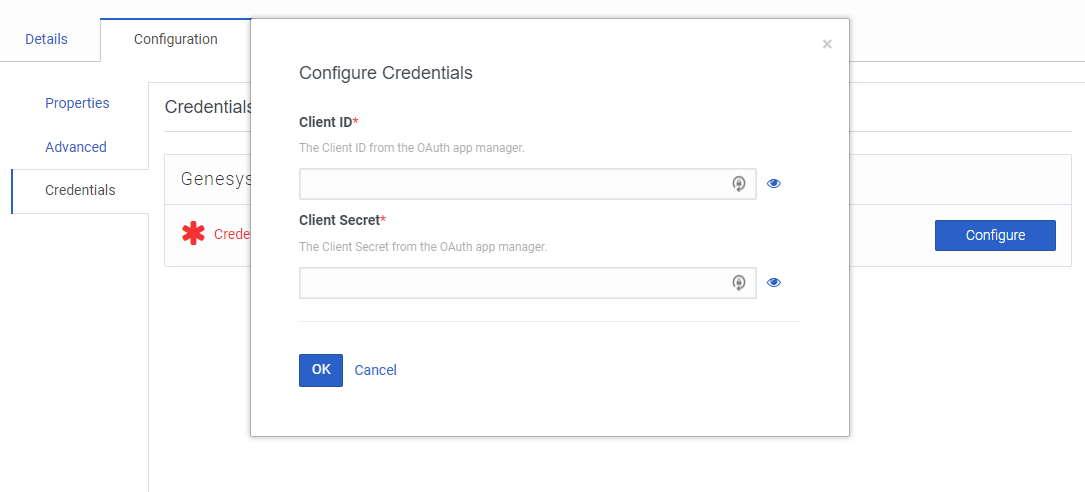 Details
Configuration
Properties
Advanced
Credentials
Credentials
Genesys
Crede
Configure
×
Configure Credentials
Client ID*
The Client ID from the OAuth app manager.
Client Secret*
The Client Secret from the OAuth app manager.
OK
Cancel